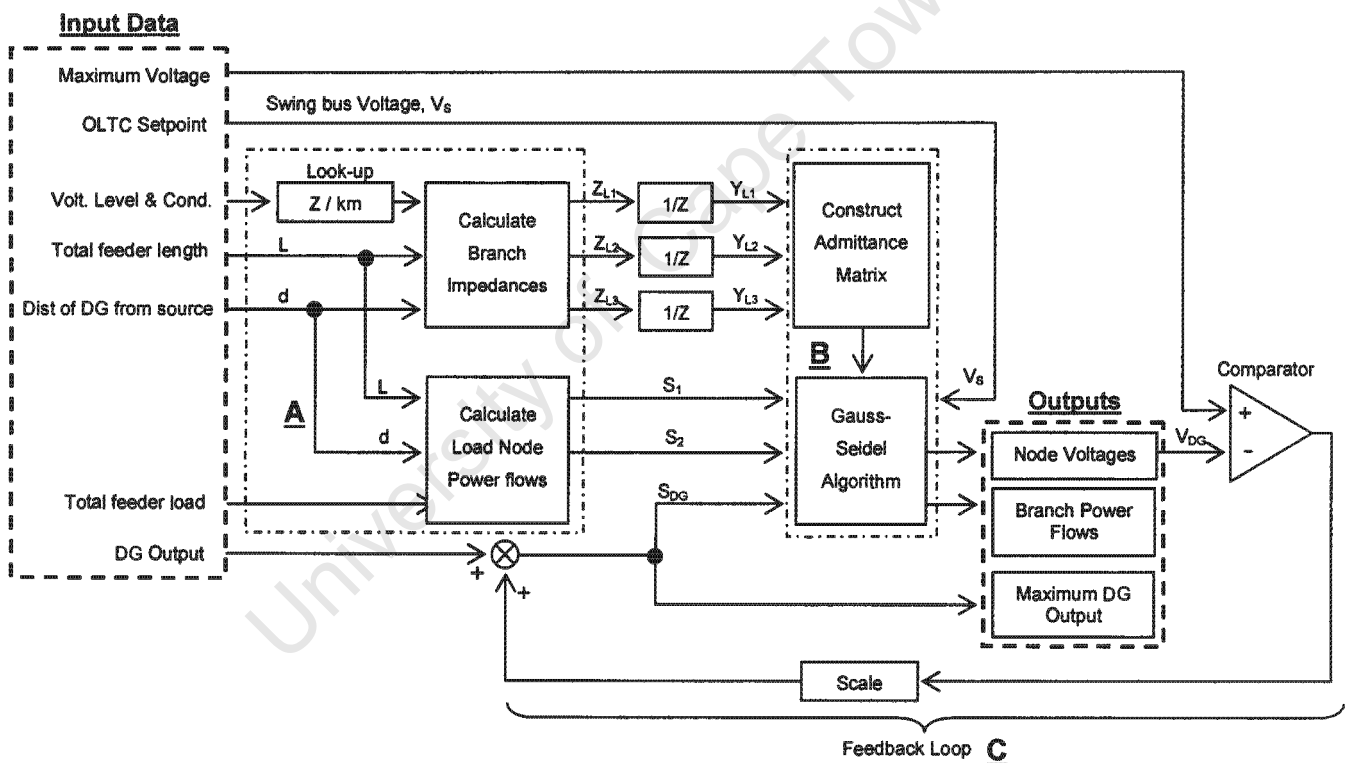 Input Data
Maximum Voltage
Swing bus Voltage, VS
OLTC Setpoint
Look-up
Volt. Level & Cond.
Z / km
Calculate
Branch
Impedances
ZL1
1/Z
YL1
ZL2
1/Z
YL2
ZL3
1/Z
YL3
Construct
Admittance
Matrix
Total feeder length
L
Dist of DG from source
d
A
L
d
Calculate
Load Node
Power flows
S1
S2
SDG
B
Gauss-
Seidel
Algorithm
VS
Comparator
+
-
VDG
Outputs
Node Voltages
Branch Power
Flows
Maximum DG
Output
Total feeder load
DG Output
+
+
Scale
Feedback Loop C
University of Cape Tow